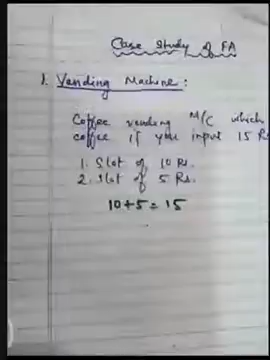 Case Study of FA
1. Vending Machine:
Coffee vending M/C which
coffee if you input 15 Rs
1. Slot of 10 Rs.
2. Slot of 5 Rs.
10+5=15